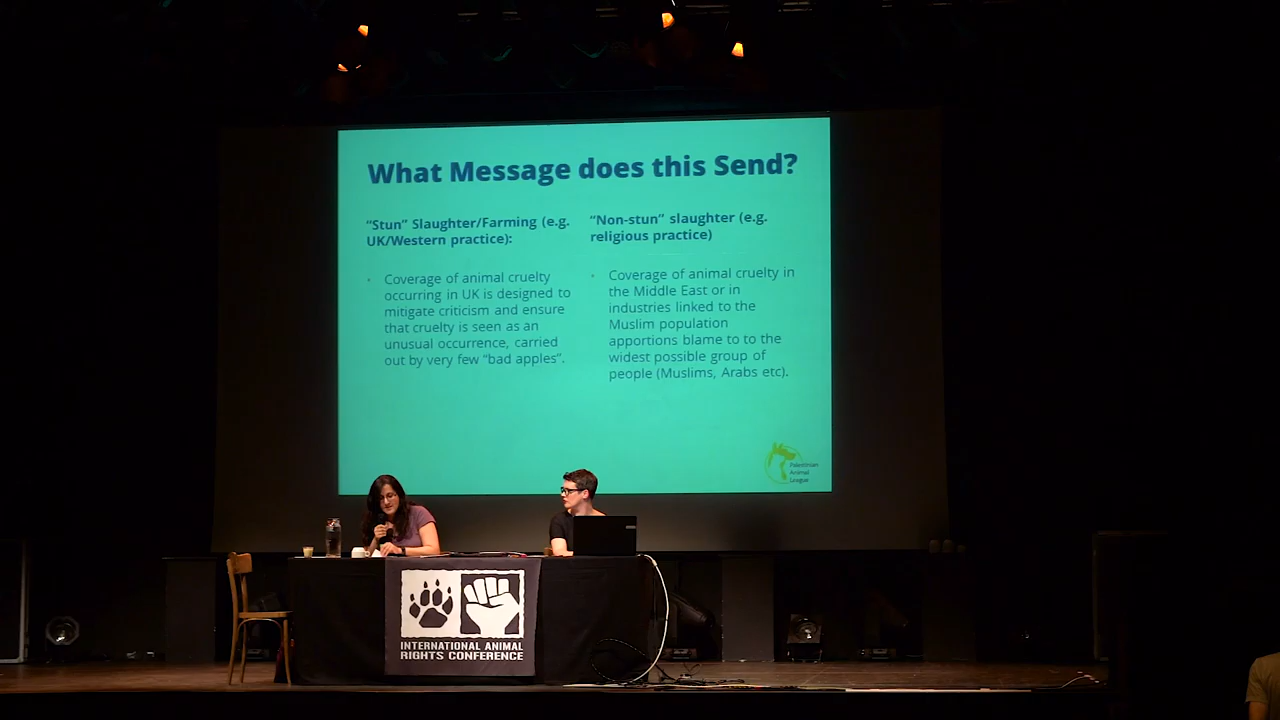 What Message does this Send?
“Stun” Slaughter/Farming (e.g.
UK/Western practice):
• Coverage of animal cruelty
occurring in UK is designed to
mitigate criticism and ensure
that cruelty is seen as an
unusual occurrence, carried
out by very few “bad apples”.
“Non-stun” slaughter (e.g.
religious practice)
• Coverage of animal cruelty in
the Middle East or in
industries linked to the
Muslim population
apportions blame to to the
widest possible group of
people (Muslims, Arabs etc).
Palestinian
Animal
League
INTERNATIONAL ANIMAL
RIGHTS CONFERENCE